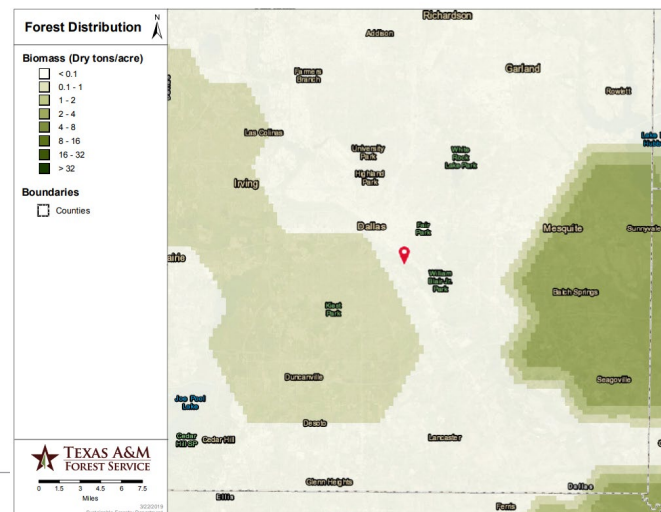 Forest Distribution
N
Biomass (Dry tons/acre)
< 0.1
0.1 - 1
1 - 2
2 - 4
4 - 8
8 - 16
16 - 32
> 32
Boundaries
Counties
TEXAS A&M
FOREST SERVICE
0 1.5 3 4.5 6 7.5
Miles
Richardson
Addison
Garland
Farmers
Branch
Rowlett
Las Colinas
University
Park
White
Rock
Lake Park
Highland
Park
Irving
Dallas
Fair
Park
Mesquite
Sunnyvale
airie
William
Blair Jr.
Park
Balch Springs
Kiest
Park
Duncanville
Seagoville
Joe Pool
Lake
Desoto
Cedar
Hill SP
Cedar Hill
Lancaster
Glenn Heights
Ellis
Dallas
Ferris